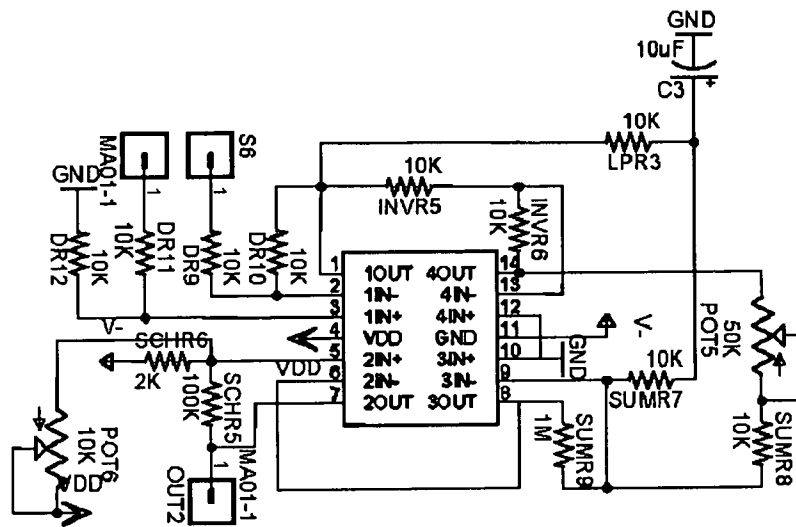 GND
10uF
C3
10K
LPR3
MA01-1
1
S6
1
GND
10K
INVR5
10K
INVR6
DR12
10K
DR11
10K
DR9
10K
DR10
10K
1 1OUT 4OUT 14
2 1IN- 4IN- 13
3 1IN+ 4IN+ 12
4 VDD GND 11
5 2IN+ 3IN+ 10
6 2IN- 3IN- 9
7 2OUT 3OUT 8
V-
SCHR6
2K
VDD
100K
SCHR5
GND
V-
10K
SUMR7
50K
POT5
POT6
10K
VDD
1
MA01-1
OUT2
1M
SUMR9
10K
SUMR8